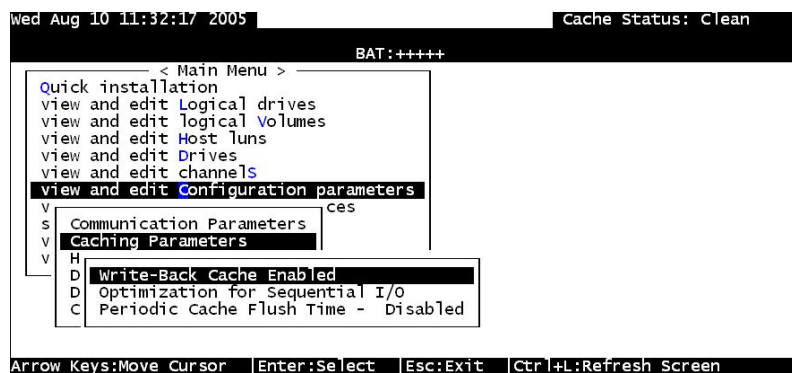 Wed Aug 10 11:32:17 2005 Cache Status: Clean
BAT:+++++
< Main Menu >
Quick installation
view and edit Logical drives
view and edit logical Volumes
view and edit Host luns
view and edit Drives
view and edit channelS
view and edit Configuration parameters
v ces
s Communication Parameters
v Caching Parameters
v H
D Write-Back Cache Enabled
D Optimization for Sequential I/O
C Periodic Cache Flush Time - Disabled
Arrow Keys:Move Cursor |Enter:Select |Esc:Exit |Ctrl+L:Refresh Screen